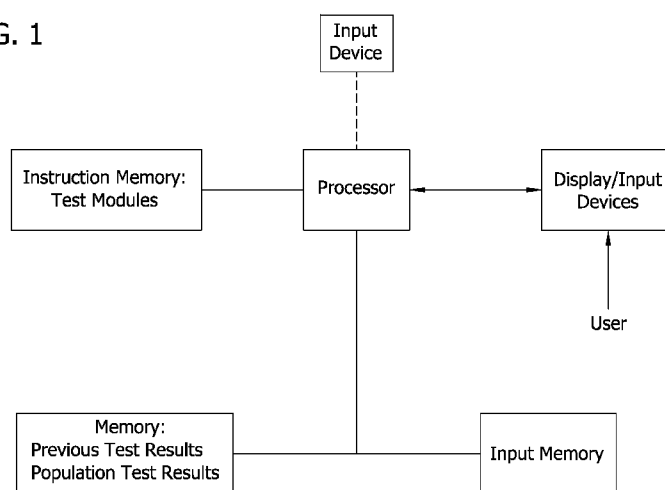 G. 1
Input
Device
Instruction Memory:
Test Modules
Processor
Display/Input
Devices
User
Memory:
Previous Test Results
Population Test Results
Input Memory